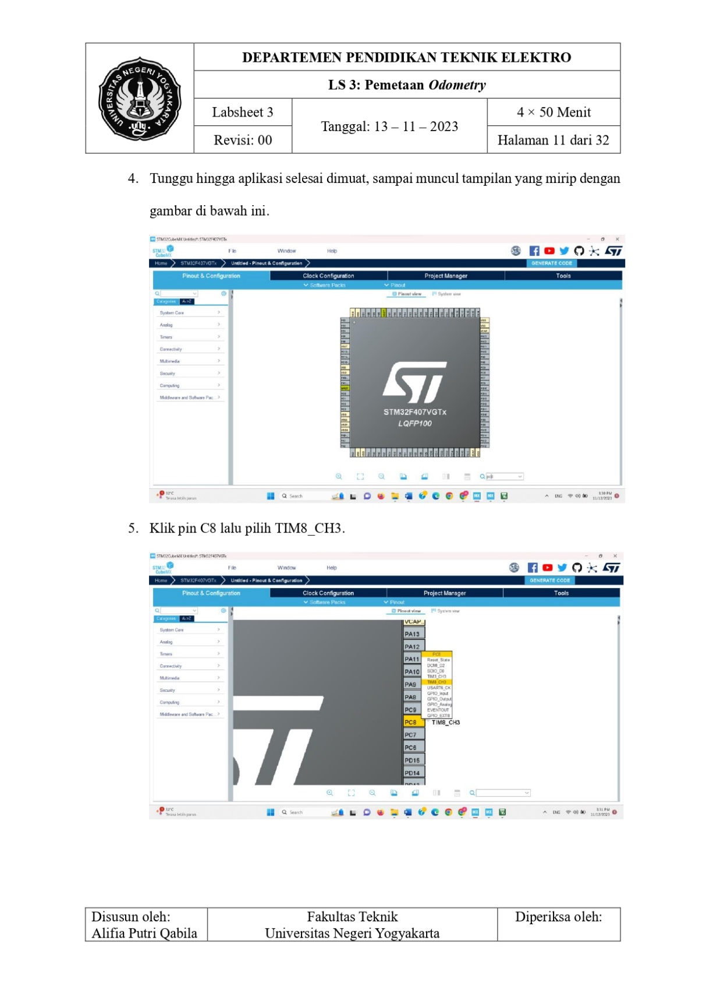 UNIVERSITAS NEGERI YOGYAKARTA
DEPARTEMEN PENDIDIKAN TEKNIK ELEKTRO
LS 3: Pemetaan Odometry
Labsheet 3
Tanggal: 13 – 11 – 2023
4 × 50 Menit
Revisi: 00
Halaman 11 dari 32
4. Tunggu hingga aplikasi selesai dimuat, sampai muncul tampilan yang mirip dengan
gambar di bawah ini.
STM32CubeMX Untitled*: STM32F407VGTx
STM32
CubeMX
File Window Help
Home STM32F407VGTx Untitled - Pinout & Configuration GENERATE CODE
Pinout & Configuration Clock Configuration Project Manager Tools
Software Packs Pinout
Pinout view System view
Categories A->Z
System Core
Analog
Timers
Connectivity
Multimedia
Security
Computing
Middleware and Software Pac...
STM32F407VGTx
LQFP100
32°C
Terasa lebih panas
Search
ENG
3:30 PM
11/12/2023
5. Klik pin C8 lalu pilih TIM8_CH3.
STM32CubeMX Untitled*: STM32F407VGTx
STM32
CubeMX
File Window Help
Home STM32F407VGTx Untitled - Pinout & Configuration GENERATE CODE
Pinout & Configuration Clock Configuration Project Manager Tools
Software Packs Pinout
Pinout view System view
Categories A->Z
System Core
Analog
Timers
Connectivity
Multimedia
Security
Computing
Middleware and Software Pac...
VCAP..
PA13
PA12
PA11
PA10
PA9
PA8
PC9
PC8
PC7
PC6
PD15
PD14
PC8
Reset_State
DCMI_D2
SDIO_D0
TIM3_CH3
TIM8_CH3
USART6_CK
GPIO_Input
GPIO_Output
GPIO_Analog
EVENTOUT
GPIO_EXTI8
TIM8_CH3
32°C
Terasa lebih panas
Search
ENG
3:31 PM
11/12/2023
Disusun oleh:
Alifia Putri Qabila
Fakultas Teknik
Universitas Negeri Yogyakarta
Diperiksa oleh: